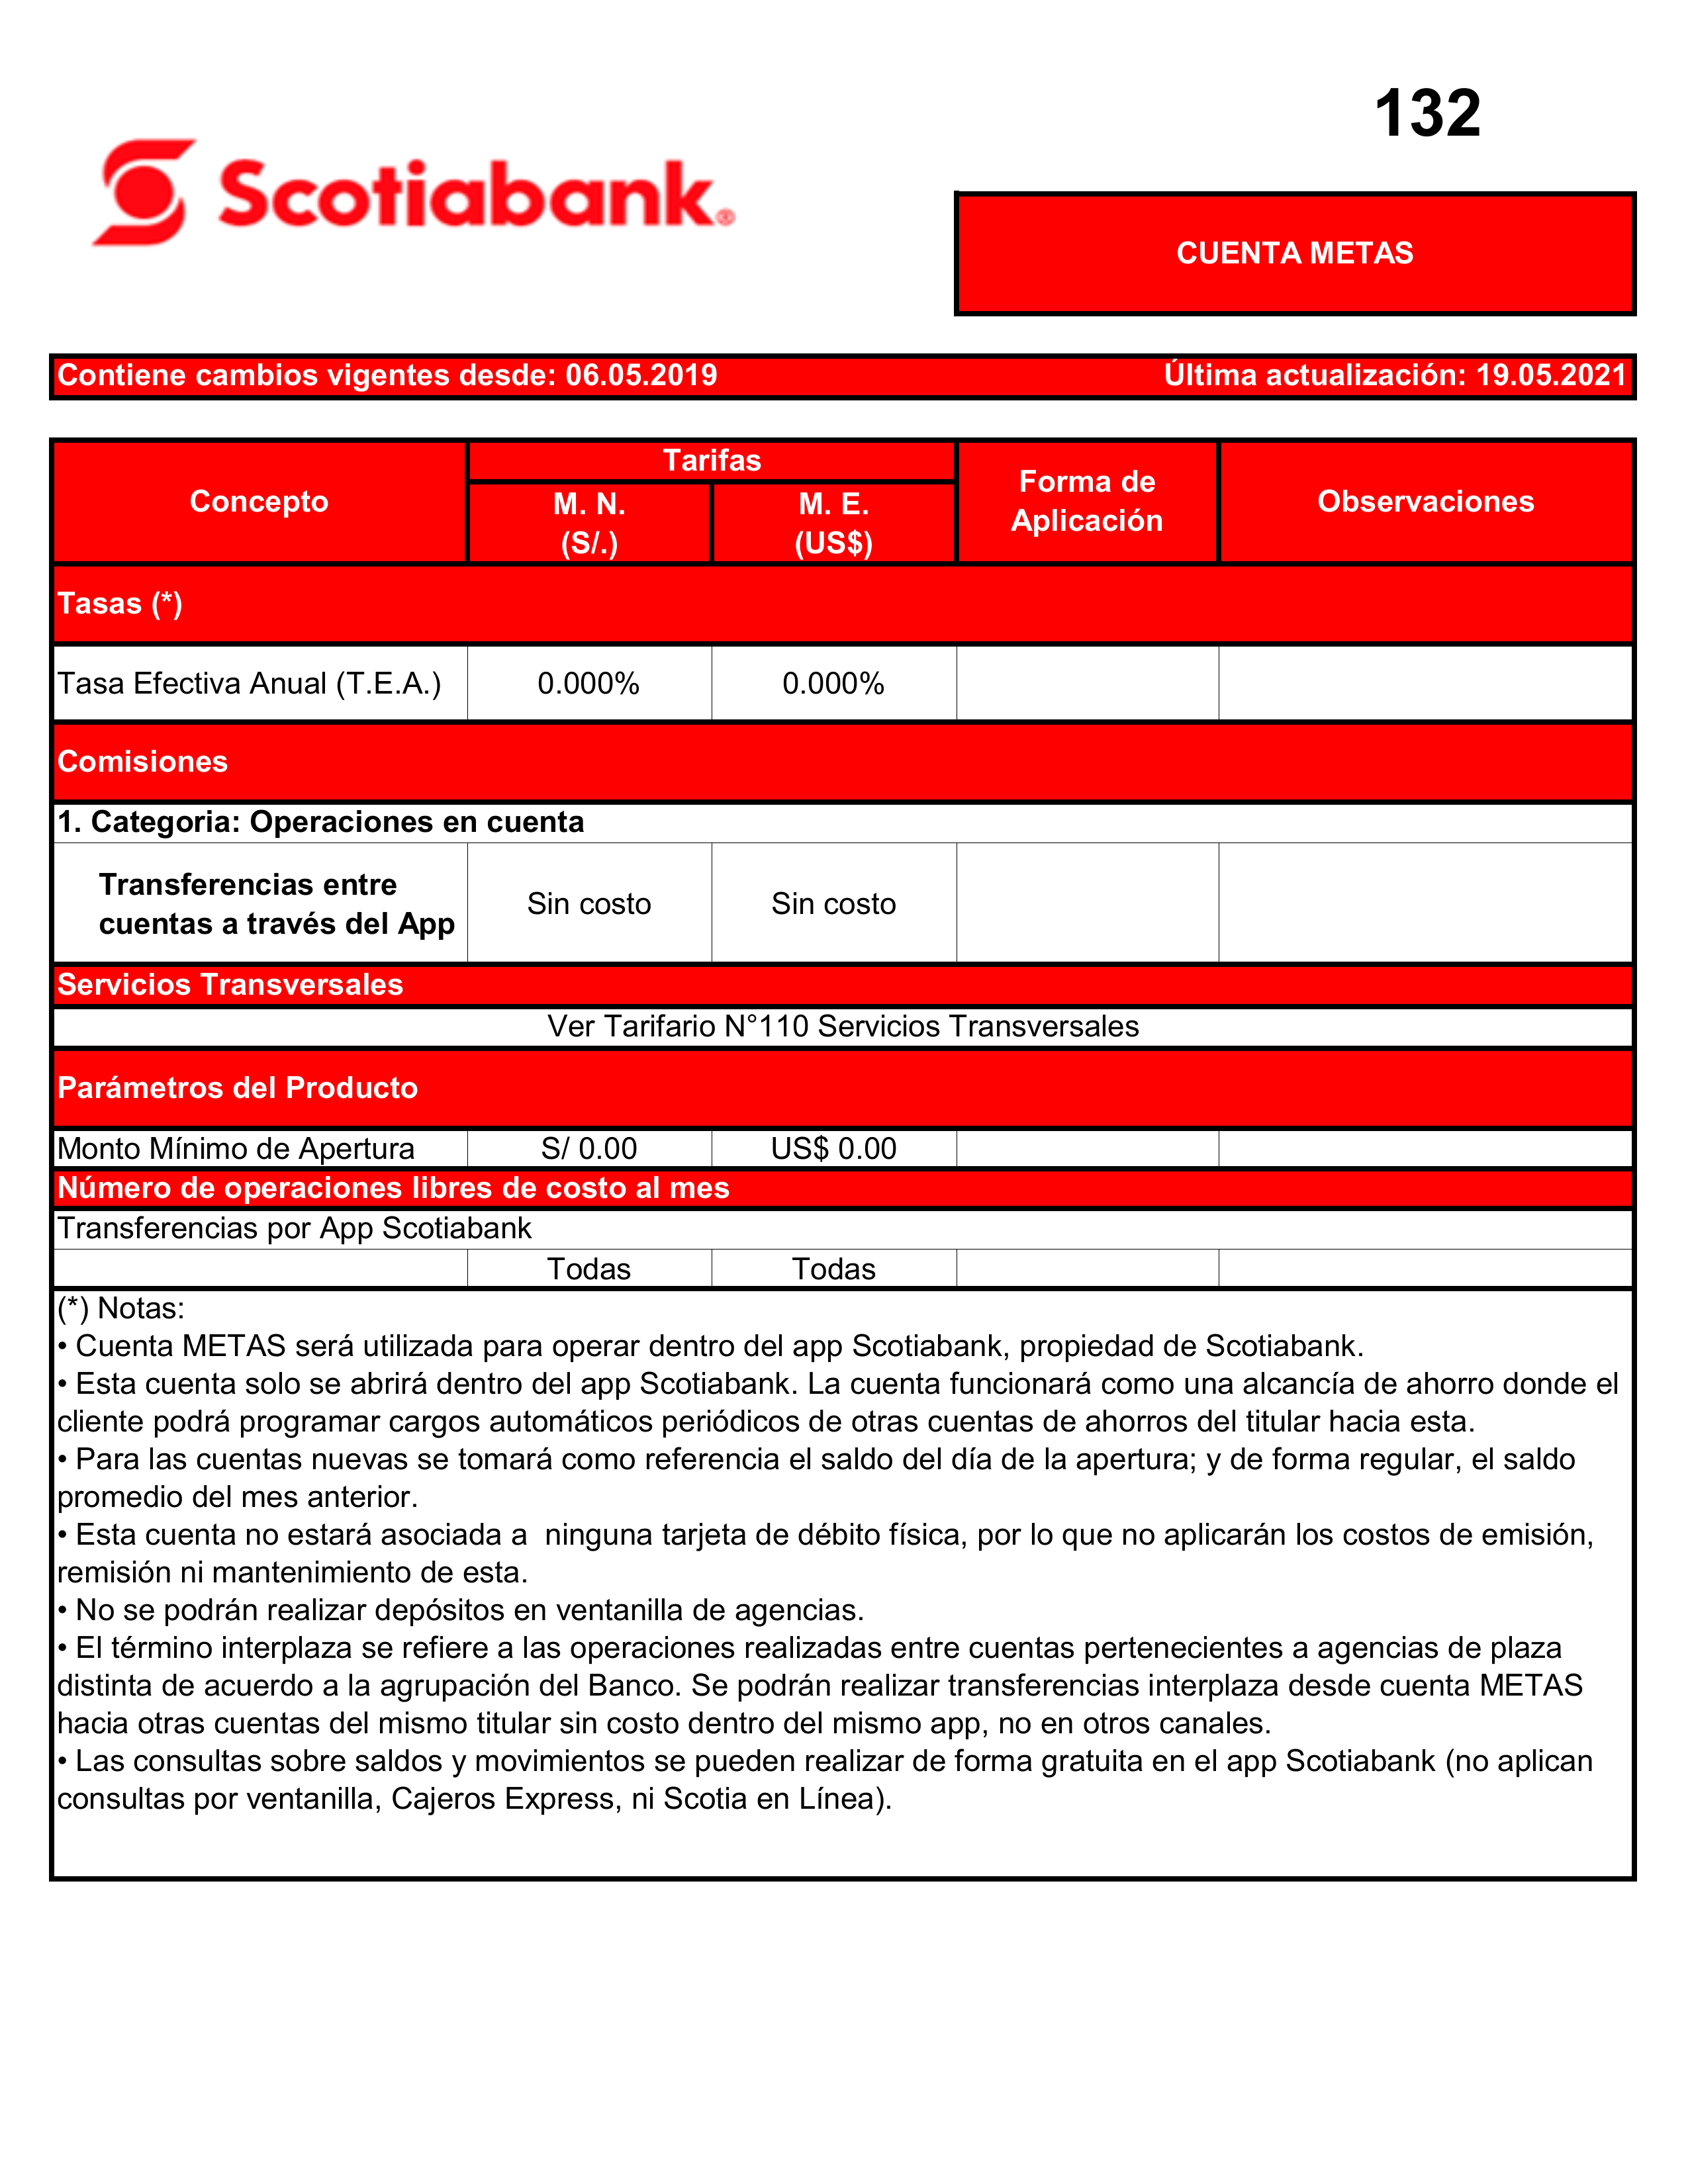 132
Scotiabank®
CUENTA METAS
Contiene cambios vigentes desde: 06.05.2019 Última actualización: 19.05.2021
Concepto Tarifas Forma de Aplicación Observaciones
M. N. (S/.) M. E. (US$)
Tasas (*)
Tasa Efectiva Anual (T.E.A.) 0.000% 0.000%
Comisiones
1. Categoria: Operaciones en cuenta
Transferencias entre
cuentas a través del App Sin costo Sin costo
Servicios Transversales
Ver Tarifario N°110 Servicios Transversales
Parámetros del Producto
Monto Mínimo de Apertura S/ 0.00 US$ 0.00
Número de operaciones libres de costo al mes
Transferencias por App Scotiabank
Todas Todas
(*) Notas:
• Cuenta METAS será utilizada para operar dentro del app Scotiabank, propiedad de Scotiabank.
• Esta cuenta solo se abrirá dentro del app Scotiabank. La cuenta funcionará como una alcancía de ahorro donde el
cliente podrá programar cargos automáticos periódicos de otras cuentas de ahorros del titular hacia esta.
• Para las cuentas nuevas se tomará como referencia el saldo del día de la apertura; y de forma regular, el saldo
promedio del mes anterior.
• Esta cuenta no estará asociada a  ninguna tarjeta de débito física, por lo que no aplicarán los costos de emisión,
remisión ni mantenimiento de esta.
• No se podrán realizar depósitos en ventanilla de agencias.
• El término interplaza se refiere a las operaciones realizadas entre cuentas pertenecientes a agencias de plaza
distinta de acuerdo a la agrupación del Banco. Se podrán realizar transferencias interplaza desde cuenta METAS
hacia otras cuentas del mismo titular sin costo dentro del mismo app, no en otros canales.
• Las consultas sobre saldos y movimientos se pueden realizar de forma gratuita en el app Scotiabank (no aplican
consultas por ventanilla, Cajeros Express, ni Scotia en Línea).